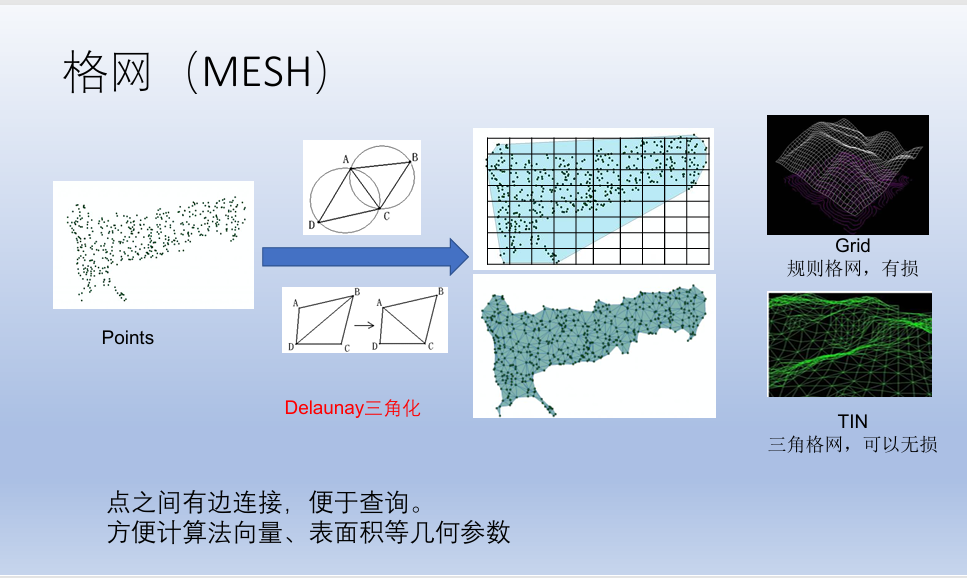 格网（MESH）
A
B
C
D
A
B
C
D
A
B
C
D
Points
Delaunay三角化
Grid
规则格网，有损
TIN
三角格网，可以无损
点之间有边连接，便于查询。
方便计算法向量、表面积等几何参数